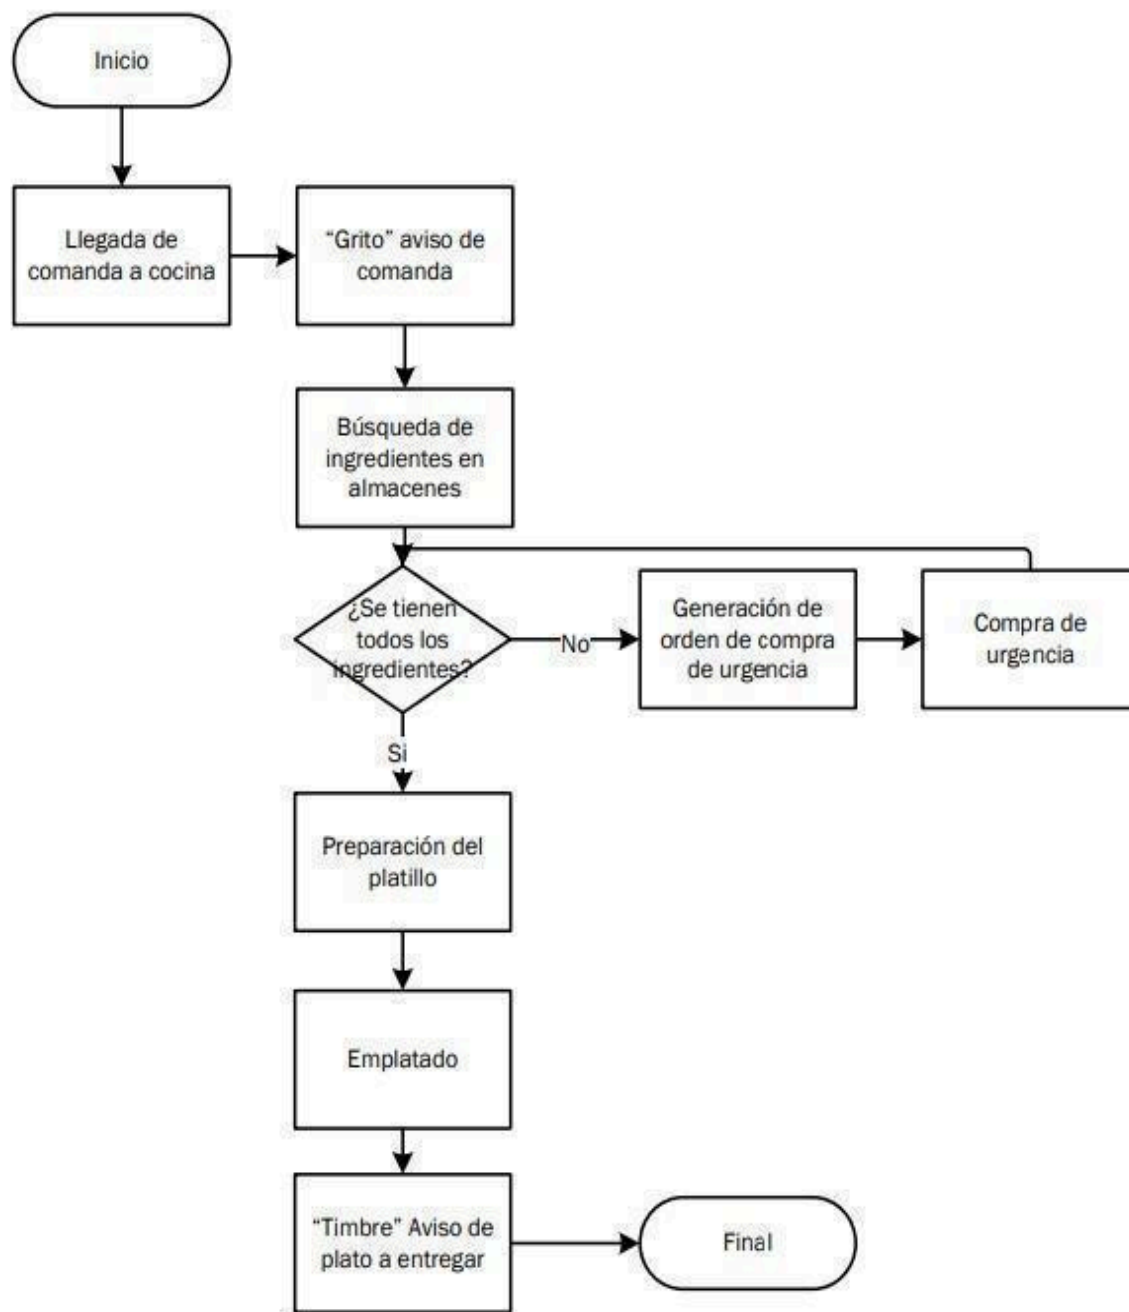 Inicio
Llegada de
comanda a cocina
“Grito” aviso de
comanda
Búsqueda de
ingredientes en
almacenes
¿Se tienen
todos los
ingredientes?
No
Generación de
orden de compra
de urgencia
Compra de
urgencia
Si
Preparación del
platillo
Emplatado
“Timbre” Aviso de
plato a entregar
Final